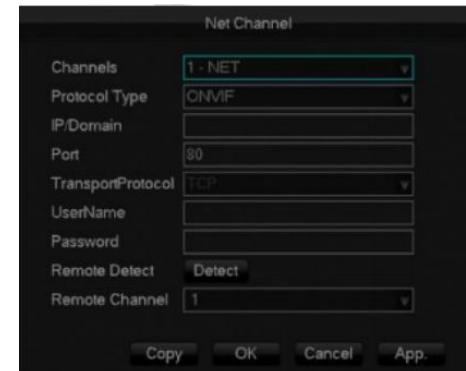 Net Channel
Channels 1 - NET
Protocol Type ONVIF
IP/Domain
Port 80
TransportProtocol TCP
UserName
Password
Remote Detect Detect
Remote Channel 1
Copy OK Cancel App.